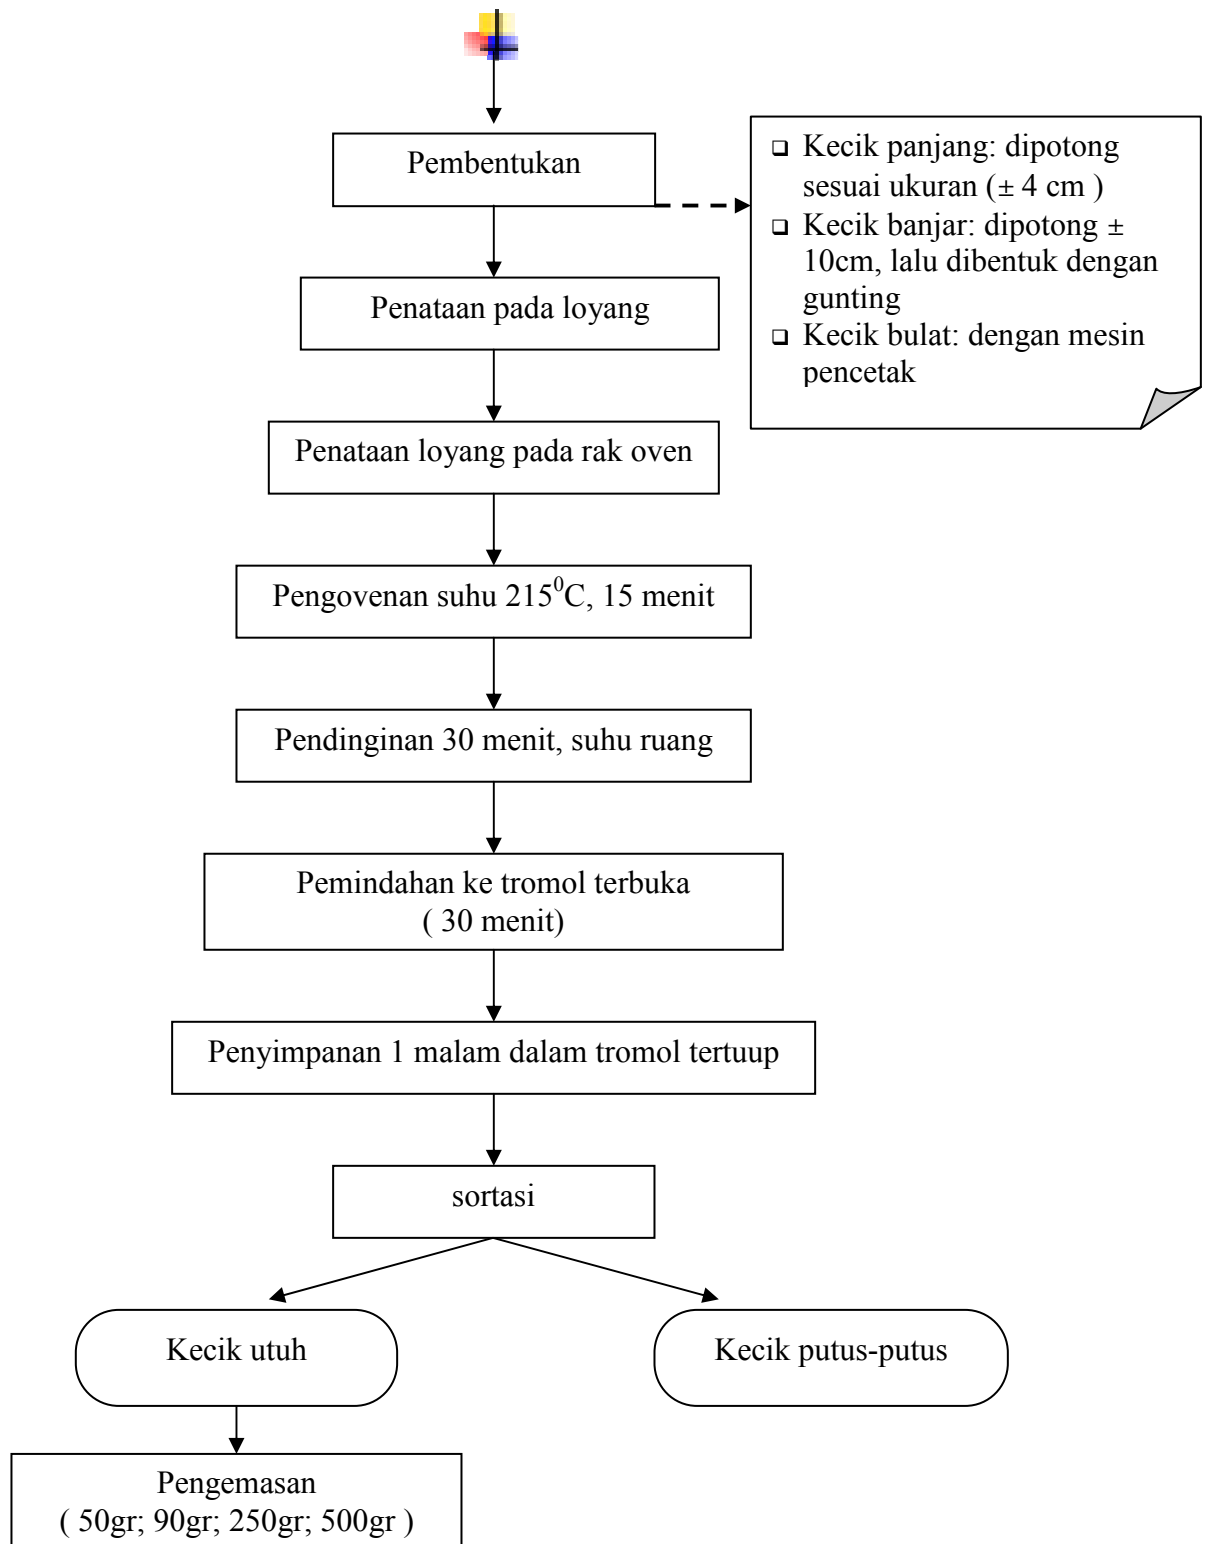 Pembentukan
❑ Kecik panjang: dipotong
sesuai ukuran (± 4 cm )
❑ Kecik banjar: dipotong ±
10cm, lalu dibentuk dengan
gunting
❑ Kecik bulat: dengan mesin
pencetak
Penataan pada loyang
Penataan loyang pada rak oven
Pengovenan suhu 215⁰C, 15 menit
Pendinginan 30 menit, suhu ruang
Pemindahan ke tromol terbuka
( 30 menit)
Penyimpanan 1 malam dalam tromol tertuup
sortasi
Kecik utuh
Kecik putus-putus
Pengemasan
( 50gr; 90gr; 250gr; 500gr )